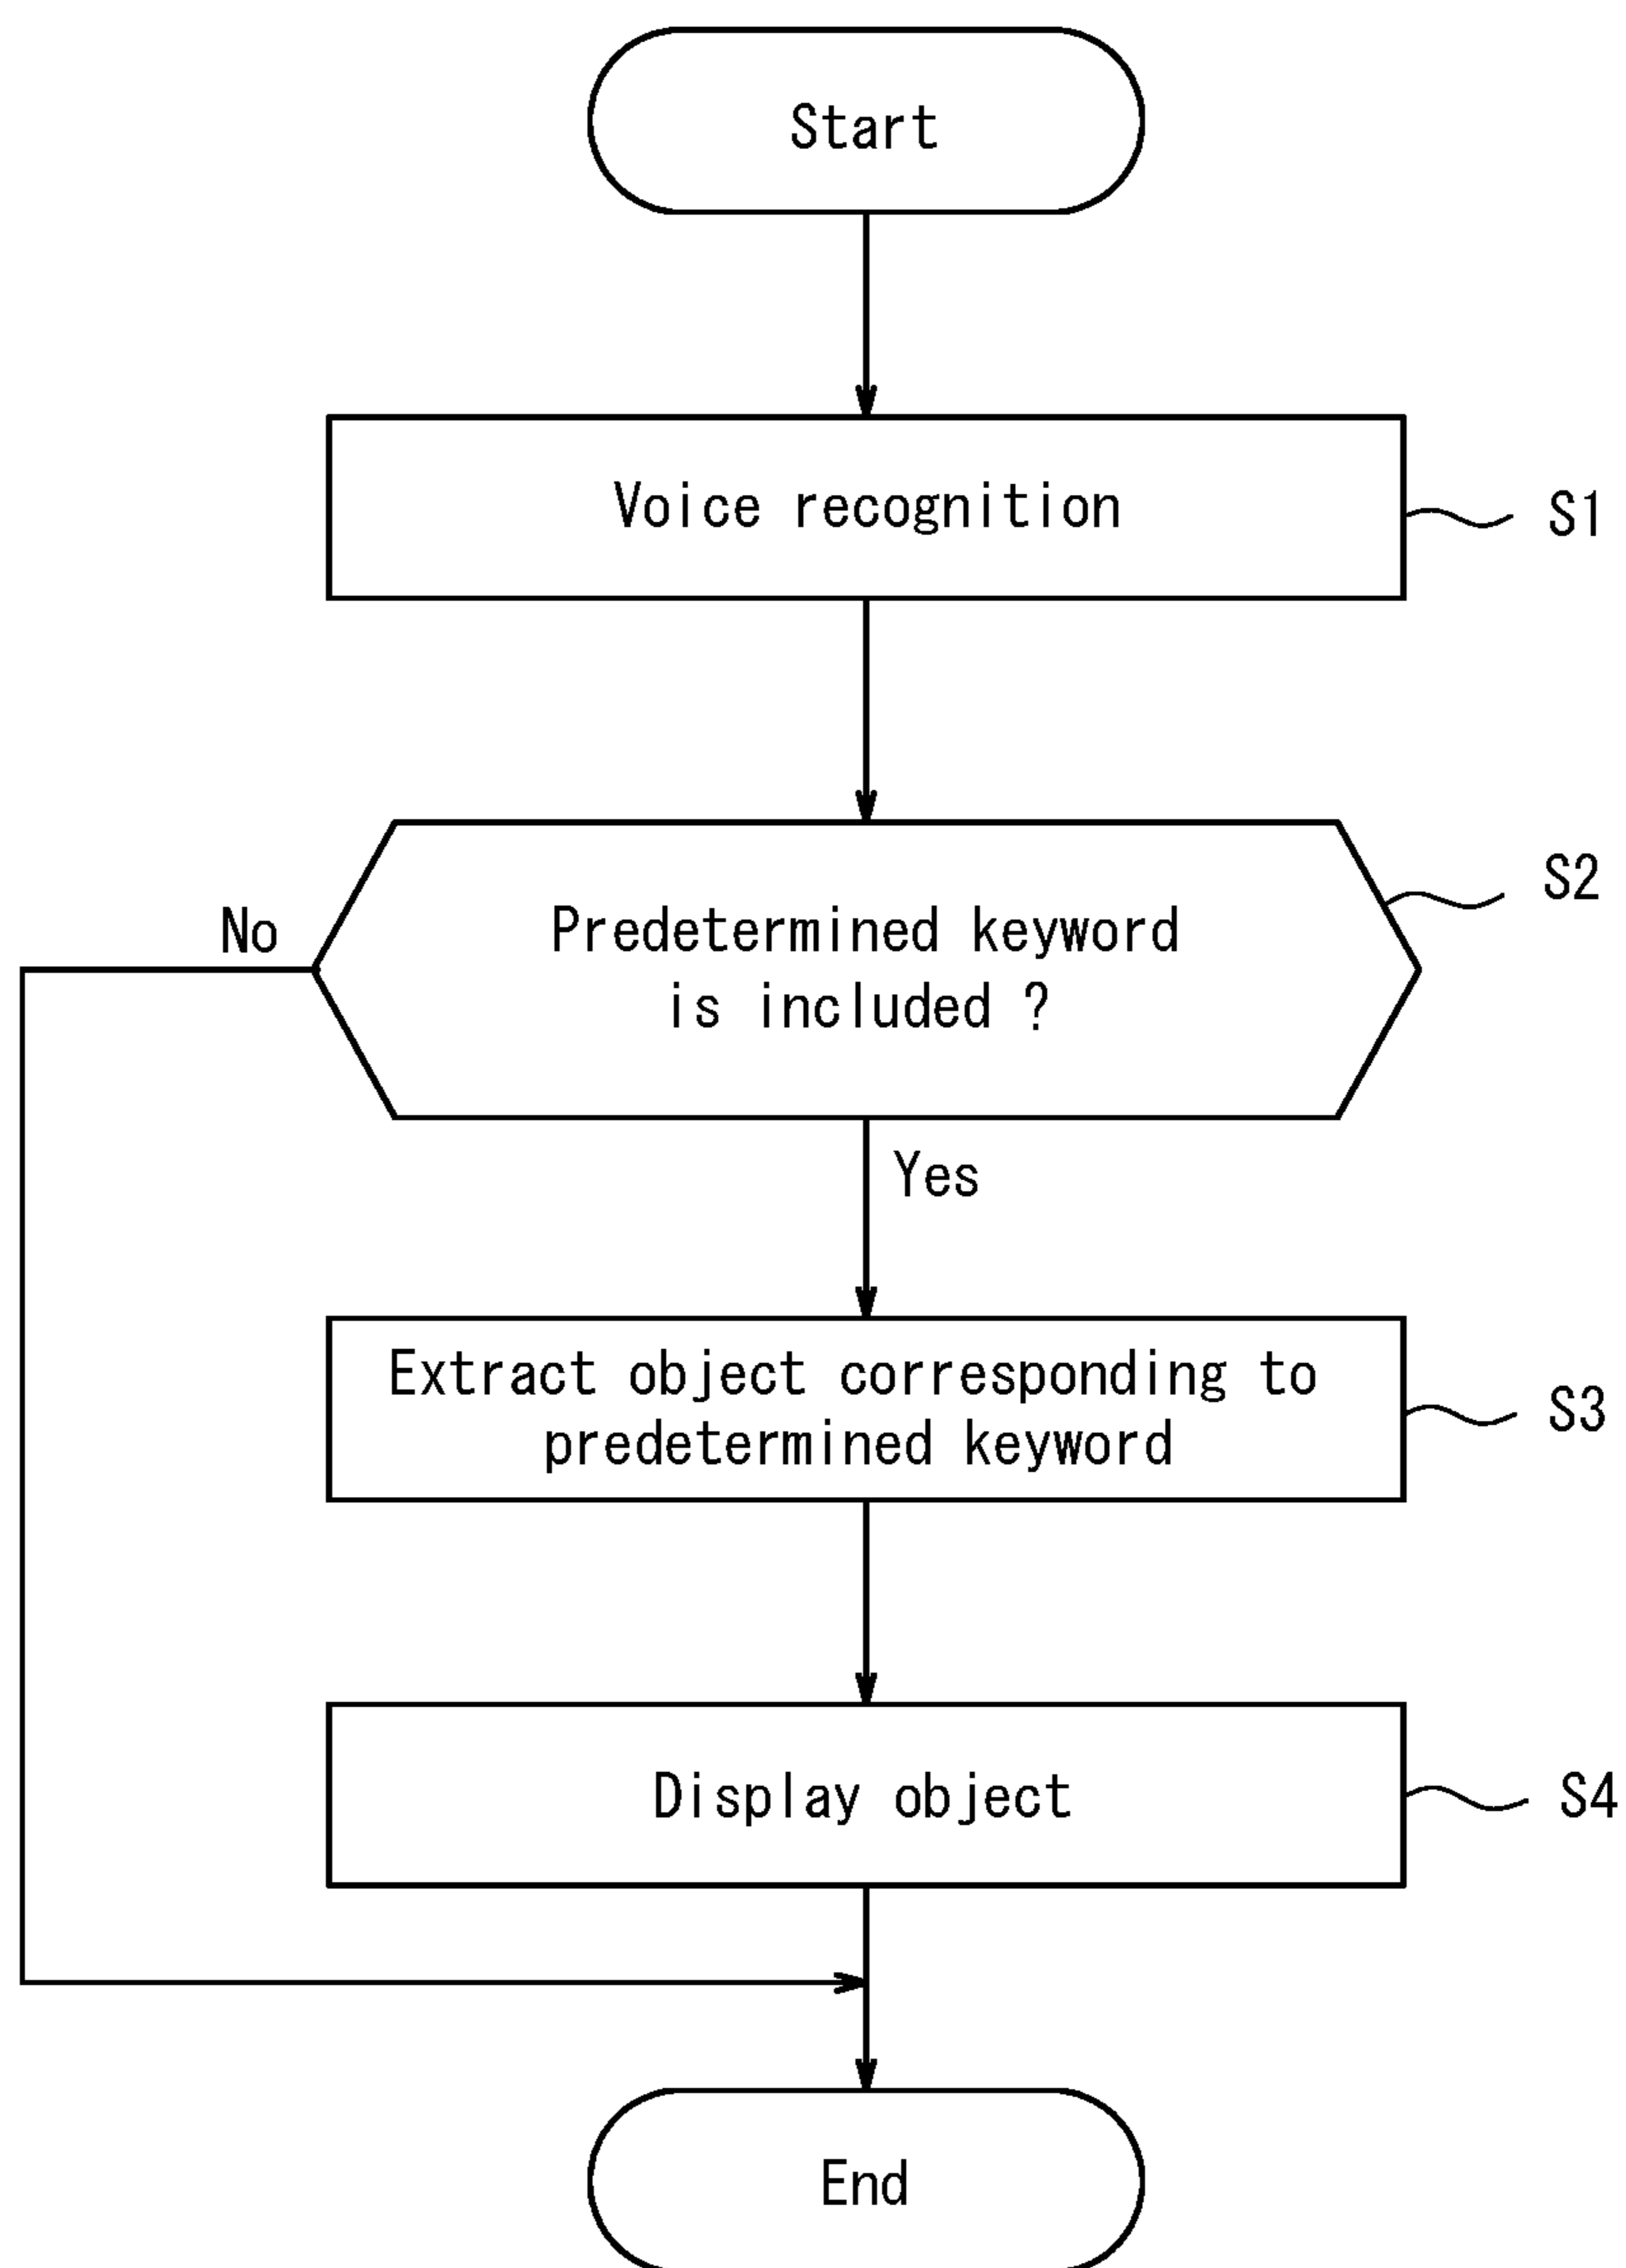 Start
Voice recognition
S1
S2
No
Predetermined keyword
is included ?
Yes
Extract object corresponding to
predetermined keyword
S3
Display object
S4
End